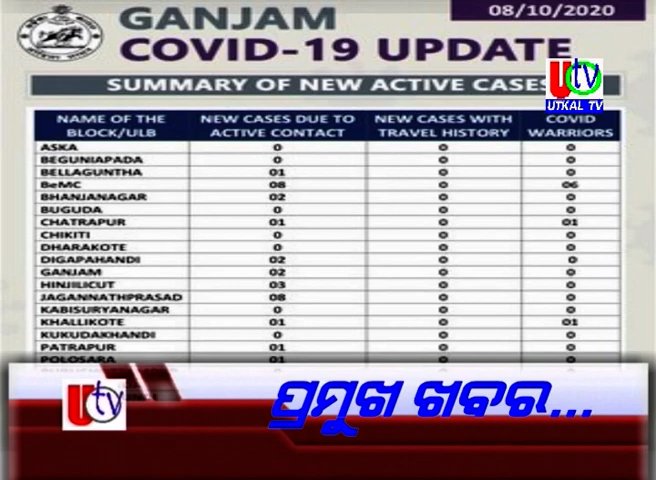 08/10/2020
GANJAM
COVID-19 UPDATE
SUMMARY OF NEW ACTIVE CASES
Utv
UTKAL TV
NAME OF THE BLOCK/ULB NEW CASES DUE TO ACTIVE CONTACT NEW CASES WITH TRAVEL HISTORY COVID WARRIORS
ASKA 0 0 0
BEGUNIAPADA 0 0 0
BELLAGUNTHA 01 0 0
BeMC 08 0 06
BHANJANAGAR 02 0 0
BUGUDA 0 0 0
CHATRAPUR 01 0 01
CHIKITI 0 0 0
DHARAKOTE 0 0 0
DIGAPAHANDI 02 0 0
GANJAM 02 0 0
HINJILICUT 03 0 0
JAGANNATHPRASAD 08 0 0
KABISURYANAGAR 0 0 0
KHALLIKOTE 01 0 01
KUKUDAKHANDI 0 0 0
PATRAPUR 01 0 0
POLOSARA 01 0 0
Utv
ପ୍ରମୁଖ ଖବର...